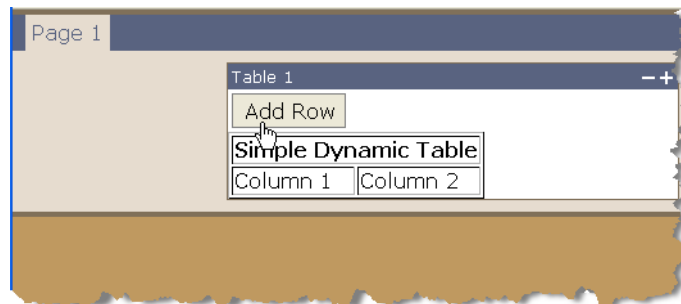 Page 1
Table 1
Add Row
Simple Dynamic Table
Column 1 Column 2